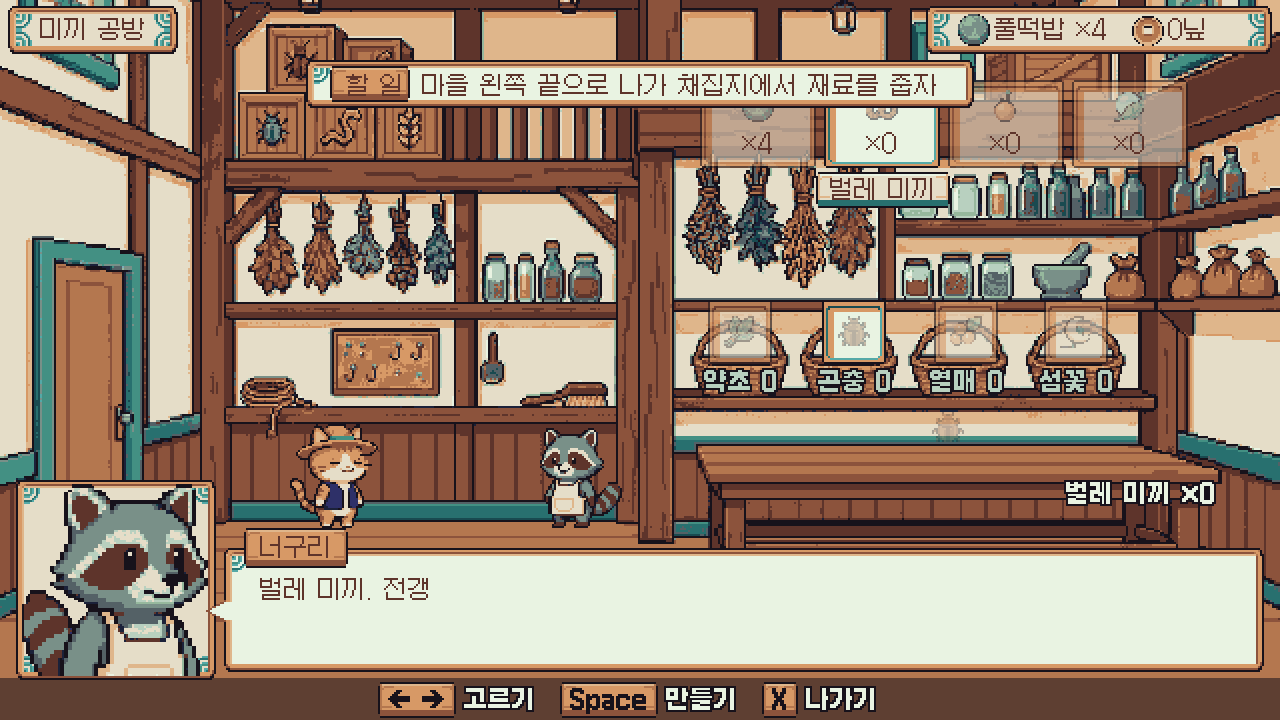 미끼 공방
풀떡밥 ×4
0닢
할 일
마을 왼쪽 끝으로 나가 채집지에서 재료를 줍자
×4
×0
×0
×0
벌레 미끼
약초 0
곤충 0
열매 0
섬꽃 0
벌레 미끼 ×0
너구리
벌레 미끼. 전갱
← → 고르기
Space 만들기
X 나가기